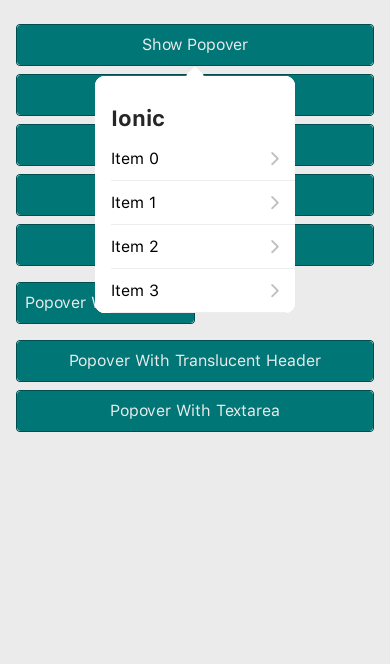 Show Popover
Ionic
Item 0
Item 1
Item 2
Item 3
Popover
Popover With Translucent Header
Popover With Textarea